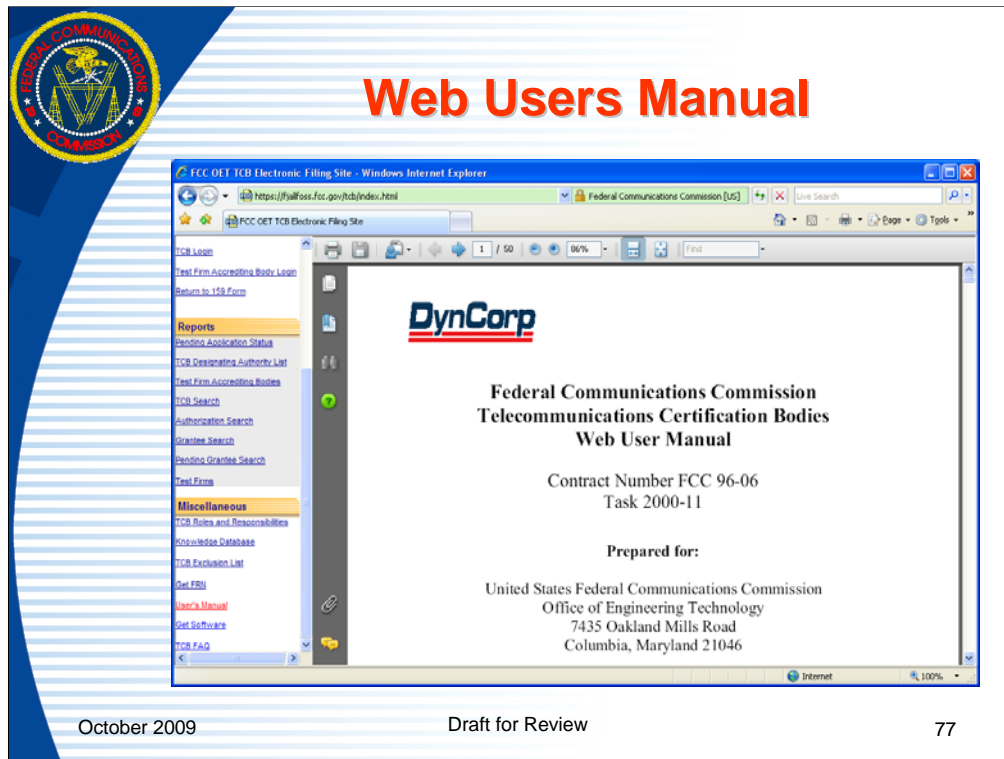 FEDERAL COMMUNICATIONS COMMISSION
Web Users Manual
FCC OET TCB Electronic Filing Site - Windows Internet Explorer
https://fjallfoss.fcc.gov/tcb/index.html
Federal Communications Commission [US]
Live Search
FCC OET TCB Electronic Filing Site
Page
Tools
»
1 / 50
86%
Find
TCB Login
Test Firm Accrediting Body Login
Return to 159 Form
Reports
Pending Application Status
TCB Designating Authority List
Test Firm Accrediting Bodies
TCB Search
Authorization Search
Grantee Search
Pending Grantee Search
Test Firms
Miscellaneous
TCB Roles and Responsibilities
Knowledge Database
TCB Exclusion List
Get FRN
User's Manual
Get Software
TCB FAQ
DynCorp
Federal Communications Commission
Telecommunications Certification Bodies
Web User Manual
Contract Number FCC 96-06
Task 2000-11
Prepared for:
United States Federal Communications Commission
Office of Engineering Technology
7435 Oakland Mills Road
Columbia, Maryland 21046
Internet
100%
October 2009
Draft for Review
77